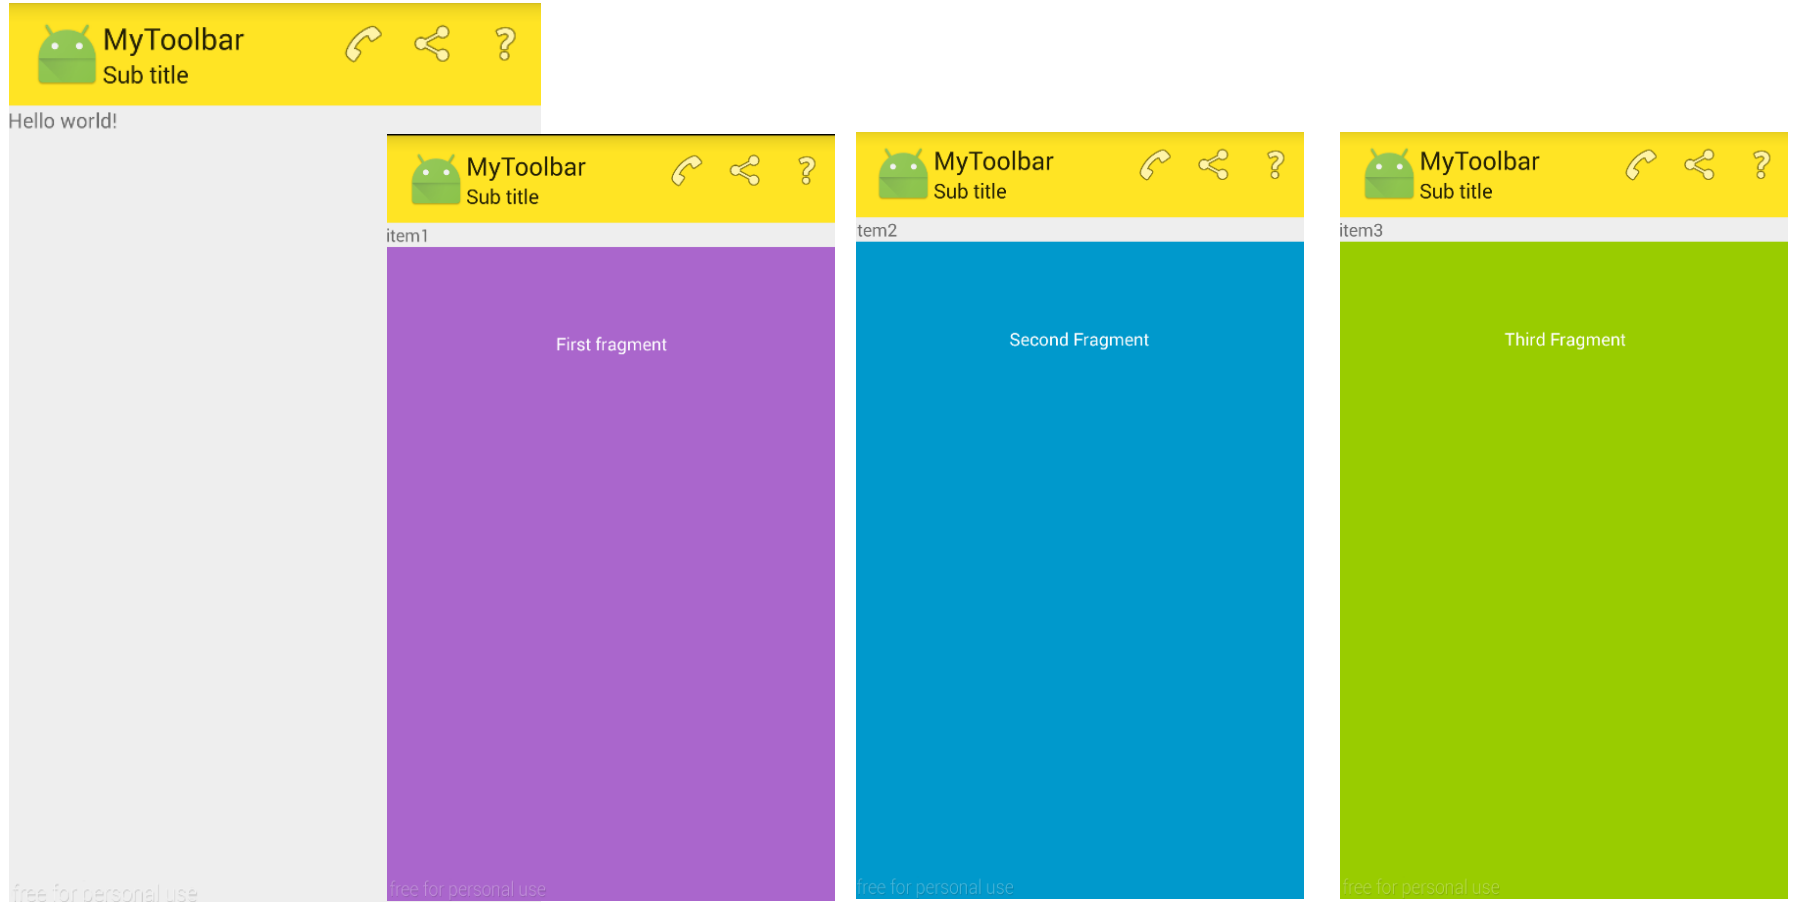 MyToolbar
Sub title
Hello world!
free for personal use
MyToolbar
Sub title
item1
First fragment
free for personal use
MyToolbar
Sub title
tem2
Second Fragment
free for personal use
MyToolbar
Sub title
item3
Third Fragment
free for personal use